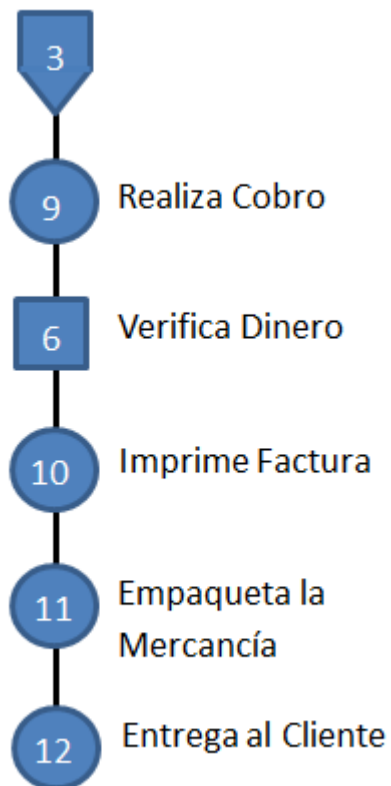 3
9 Realiza Cobro
6 Verifica Dinero
10 Imprime Factura
11 Empaqueta la
Mercancía
12 Entrega al Cliente